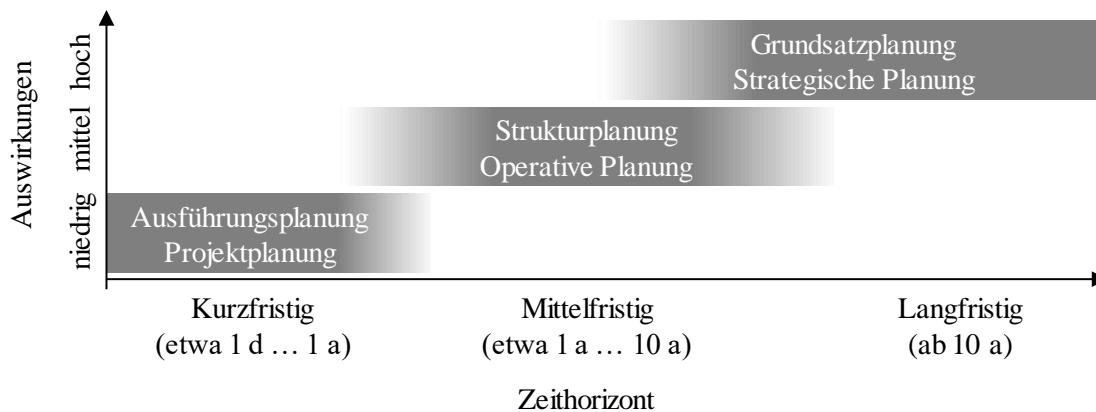 Auswirkungen
hoch
mittel
niedrig
Grundsatzplanung
Strategische Planung
Strukturplanung
Operative Planung
Ausführungsplanung
Projektplanung
Kurzfristig
(etwa 1 d … 1 a)
Mittelfristig
(etwa 1 a … 10 a)
Langfristig
(ab 10 a)
Zeithorizont